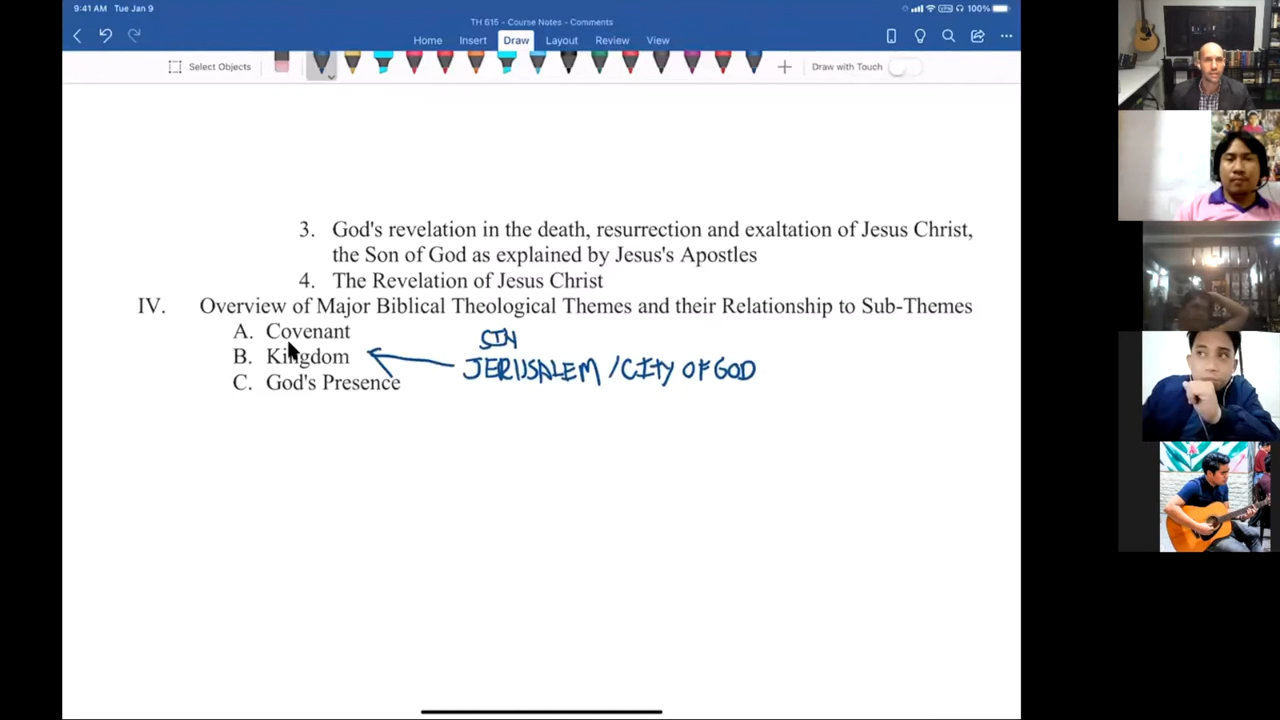 9:41 AM Tue Jan 9
100%
TH 615 - Course Notes - Comments
Home Insert Draw Layout Review View
Select Objects
Draw with Touch
3. God's revelation in the death, resurrection and exaltation of Jesus Christ,
the Son of God as explained by Jesus's Apostles
4. The Revelation of Jesus Christ
IV. Overview of Major Biblical Theological Themes and their Relationship to Sub-Themes
A. Covenant
SIN
B. Kingdom
JERUSALEM / CITY OF GOD
C. God's Presence